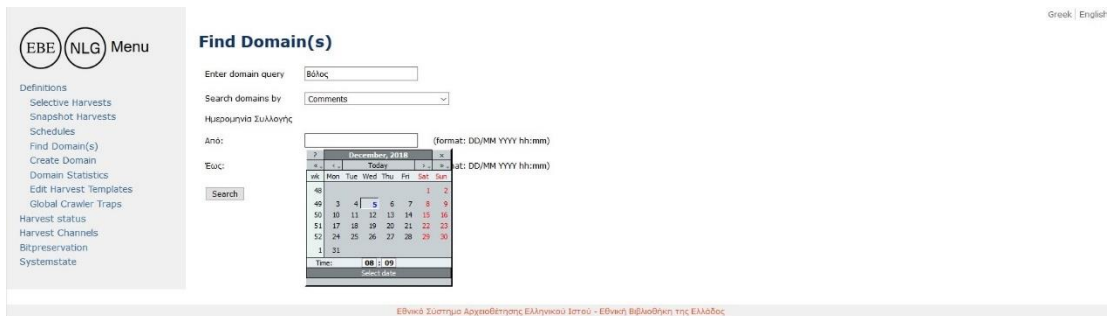 Greek | English
EBE NLG Menu
Find Domain(s)
Enter domain query Βόλος
Search domains by Comments
Ημερομηνία Συλλογής
Από: (format: DD/MM YYYY hh:mm)
Έως: mat: DD/MM YYYY hh:mm)
Search
Definitions
Selective Harvests
Snapshot Harvests
Schedules
Find Domain(s)
Create Domain
Domain Statistics
Edit Harvest Templates
Global Crawler Traps
Harvest status
Harvest Channels
Bitpreservation
Systemstate
? December, 2018 x
« ‹ Today › »
wk Mon Tue Wed Thu Fri Sat Sun
48 1 2
49 3 4 5 6 7 8 9
50 10 11 12 13 14 15 16
51 17 18 19 20 21 22 23
52 24 25 26 27 28 29 30
1 31
Time: 08 : 09
Select date
Εθνικό Σύστημα Αρχειοθέτησης Ελληνικού Ιστού - Εθνική Βιβλιοθήκη της Ελλάδος